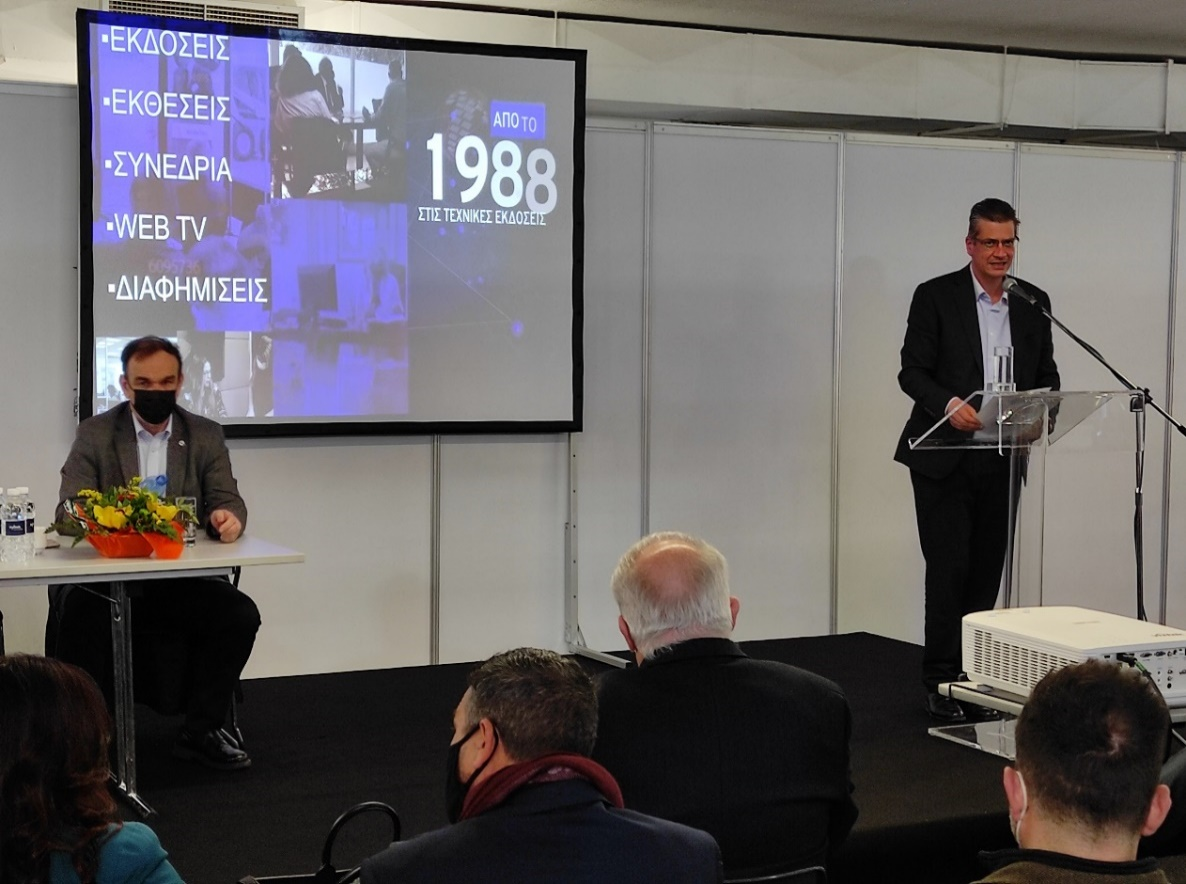 ▪ΕΚΔΟΣΕΙΣ
▪ΕΚΘΕΣΕΙΣ
▪ΣΥΝΕΔΡΙΑ
▪WEB TV
▪ΔΙΑΦΗΜΙΣΕΙΣ
ΑΠΟ ΤΟ
1988
ΣΤΙΣ ΤΕΧΝΙΚΕΣ ΕΚΔΟΣΕΙΣ